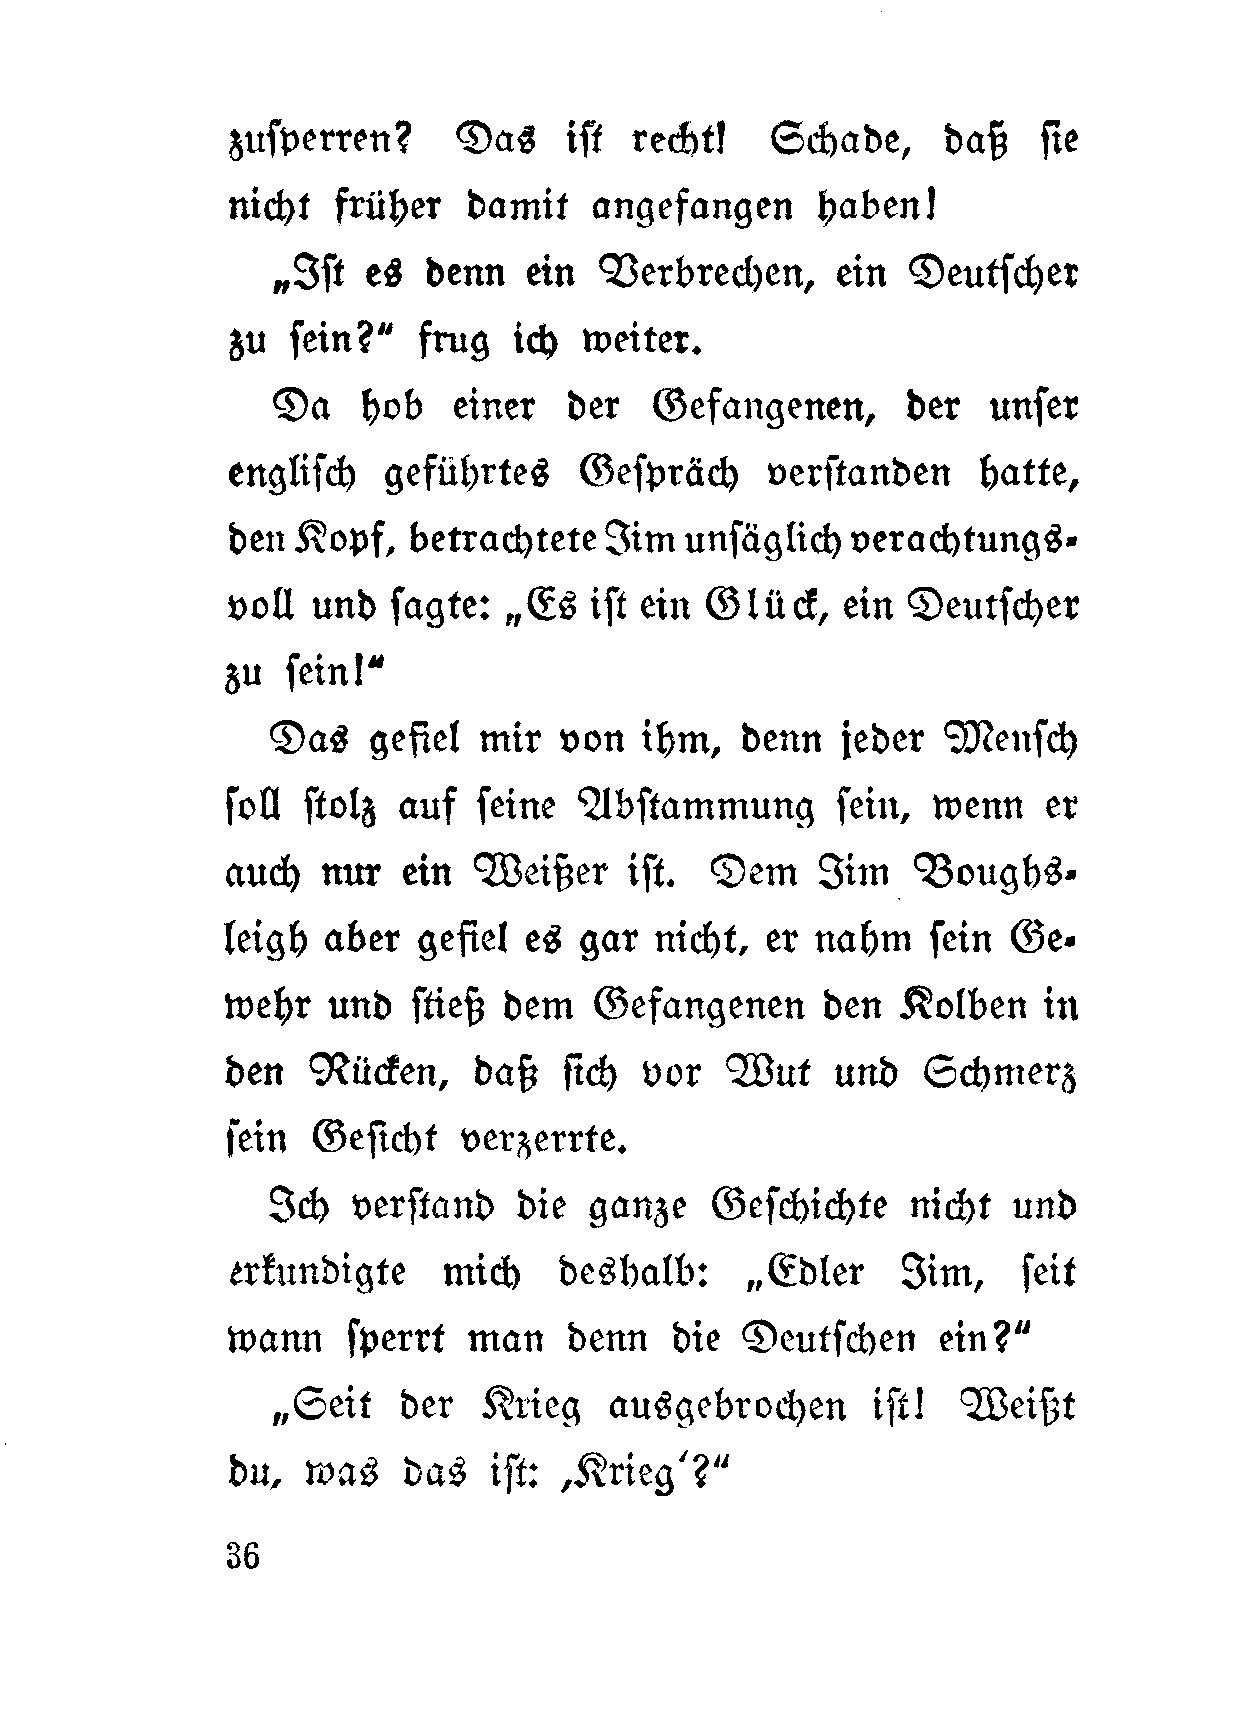 zuſperren? Das iſt recht! Schade, daß ſie
nicht früher damit angefangen haben!
„Iſt es denn ein Verbrechen, ein Deutſcher
zu ſein?“ frug ich weiter.
Da hob einer der Gefangenen, der unſer
engliſch geführtes Geſpräch verſtanden hatte,
den Kopf, betrachtete Jim unſäglich verachtungs-
voll und ſagte: „Es iſt ein Glück, ein Deutſcher
zu ſein!“
Das gefiel mir von ihm, denn jeder Menſch
ſoll ſtolz auf ſeine Abſtammung ſein, wenn er
auch nur ein Weißer iſt. Dem Jim Boughs-
leigh aber gefiel es gar nicht, er nahm ſein Ge-
wehr und ſtieß dem Gefangenen den Kolben in
den Rücken, daß ſich vor Wut und Schmerz
ſein Geſicht verzerrte.
Ich verſtand die ganze Geſchichte nicht und
erkundigte mich deshalb: „Edler Jim, ſeit
wann ſperrt man denn die Deutſchen ein?“
„Seit der Krieg ausgebrochen iſt! Weißt
du, was das iſt: ‚Krieg‘?“
36